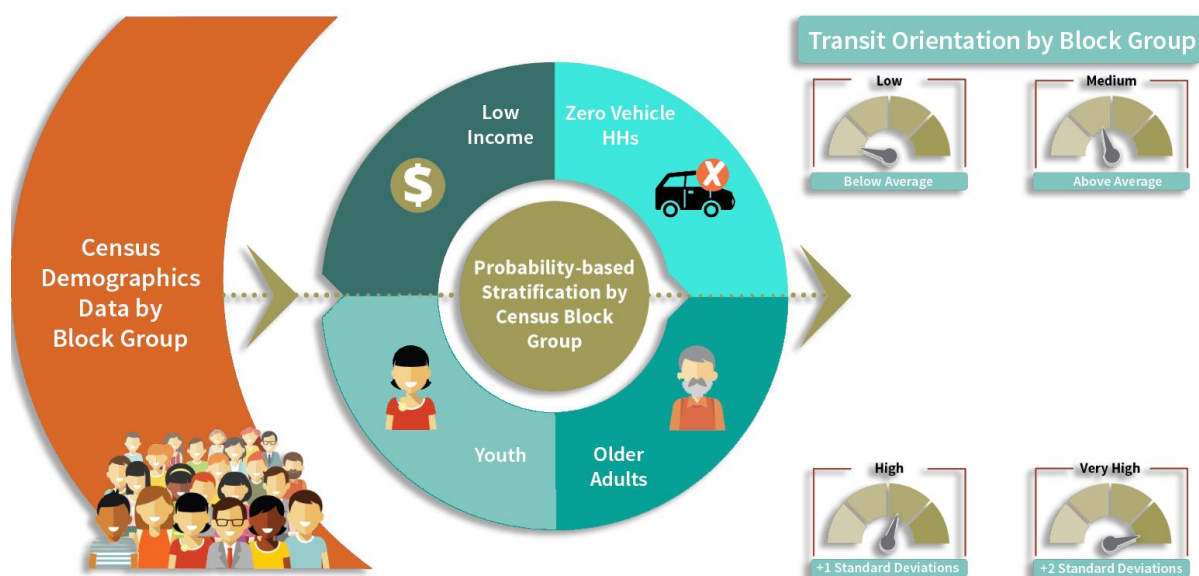 Census
Demographics
Data by
Block Group
Low
Income
$
Zero Vehicle
HHs
X
Probability-based
Stratification by
Census Block
Group
Youth
Older
Adults
Transit Orientation by Block Group
Low
Below Average
Medium
Above Average
High
+1 Standard Deviations
Very High
+2 Standard Deviations